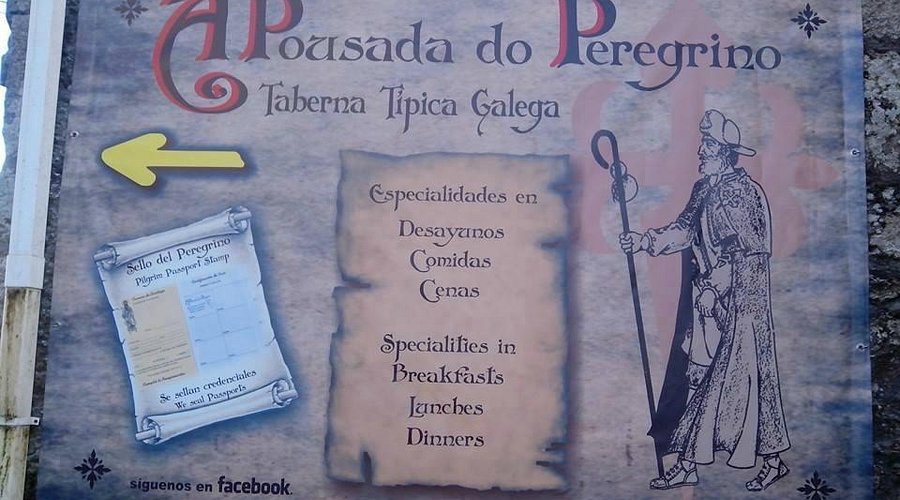 A Pousada do Peregrino
Taberna Típica Galega
Especialidades en
Desayunos
Comidas
Cenas
Specialities in
Breakfasts
Lunches
Dinners
Sello del Peregrino
Pilgrim Passport Stamp
Se sellan credenciales
We seal Passports
síguenos en facebook.